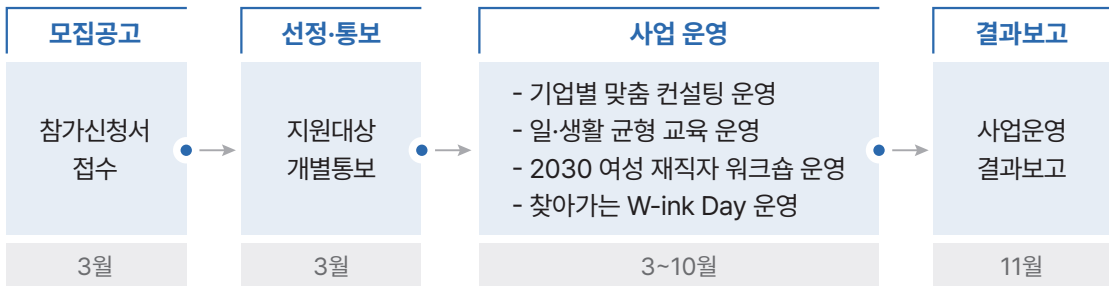 모집공고
참가신청서
접수
3월
선정·통보
지원대상
개별통보
3월
사업 운영
- 기업별 맞춤 컨설팅 운영
- 일·생활 균형 교육 운영
- 2030 여성 재직자 워크숍 운영
- 찾아가는 W-ink Day 운영
3~10월
결과보고
사업운영
결과보고
11월